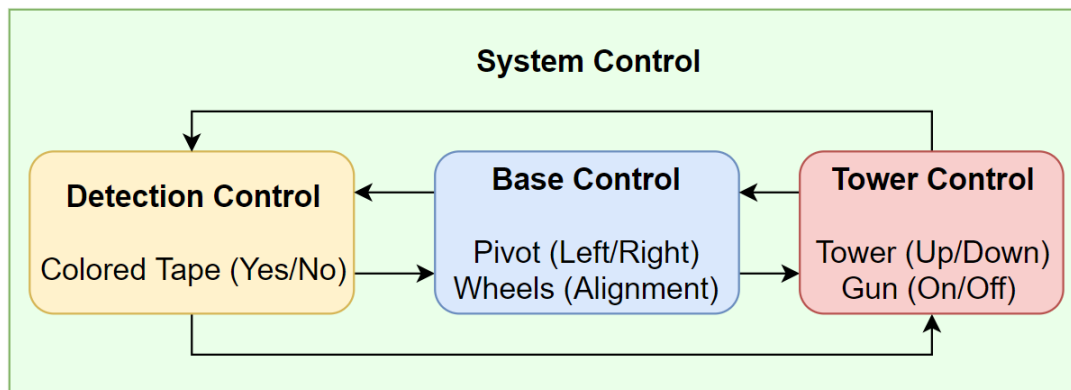 System Control
Detection Control
Colored Tape (Yes/No)
Base Control
Pivot (Left/Right)
Wheels (Alignment)
Tower Control
Tower (Up/Down)
Gun (On/Off)